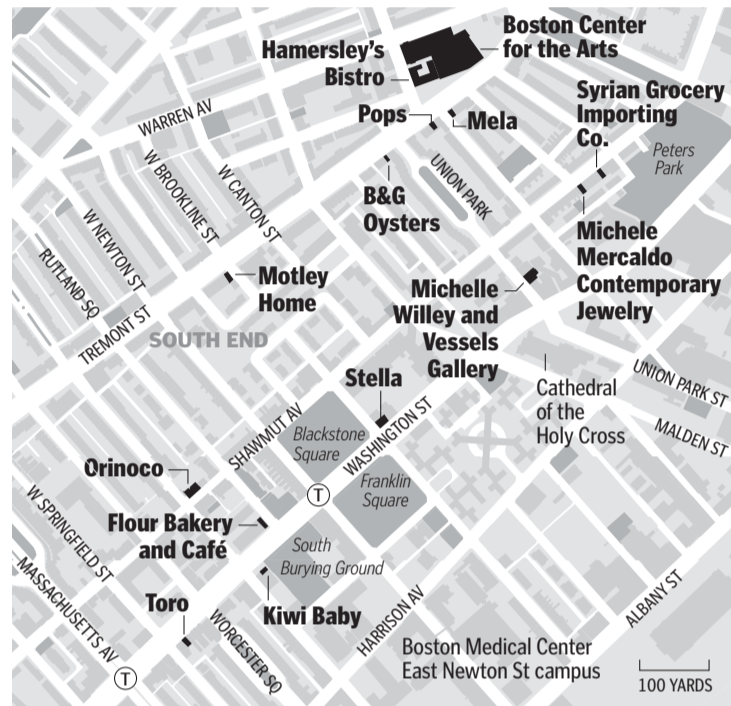 Boston Center
for the Arts
Hamersley's
Bistro
Syrian Grocery
Importing
Co.
WARREN AV
Pops
Mela
Peters
Park
W BROOKLINE ST
W CANTON ST
UNION PARK
B&G
Oysters
W NEWTON ST
RUTLAND SQ
Michele
Mercaldo
Contemporary
Jewelry
Motley
Home
Michelle
Willey and
Vessels
Gallery
TREMONT ST
SOUTH END
Stella
UNION PARK ST
Cathedral
of the
Holy Cross
MALDEN ST
SHAWMUT AV
Blackstone
Square
WASHINGTON ST
Orinoco
Franklin
Square
T
W SPRINGFIELD ST
Flour Bakery
and Café
South
Burying Ground
MASSACHUSETTS AV
Toro
Kiwi Baby
WORCESTER SQ
HARRISON AV
ALBANY ST
Boston Medical Center
East Newton St campus
T
100 YARDS